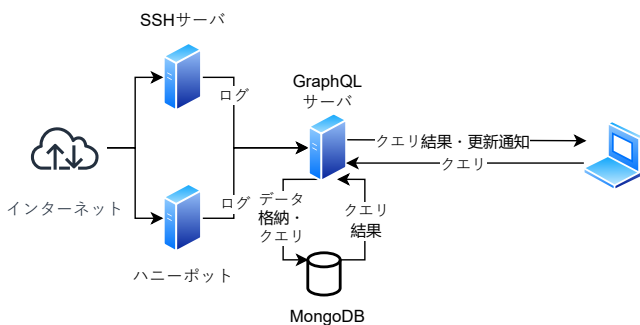 SSHサーバ
GraphQL
サーバ
ログ
クエリ結果・更新通知
クエリ
インターネット
ログ
データ
格納・
クエリ
クエリ
結果
ハニーポット
MongoDB